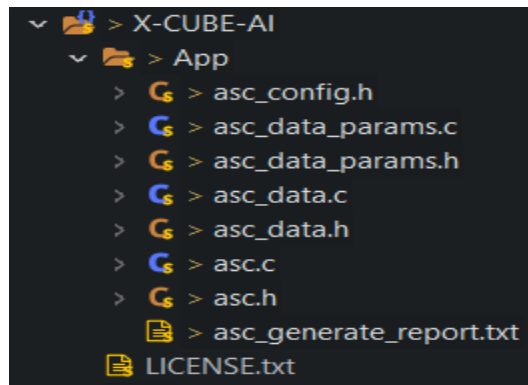 > X-CUBE-AI
> App
> asc_config.h
> asc_data_params.c
> asc_data_params.h
> asc_data.c
> asc_data.h
> asc.c
> asc.h
> asc_generate_report.txt
LICENSE.txt